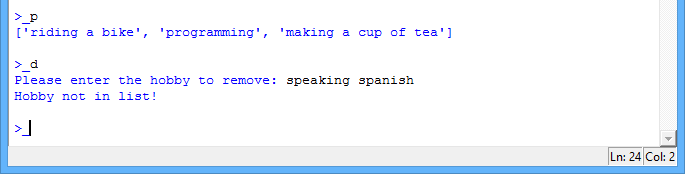 >_p
['riding a bike', 'programming', 'making a cup of tea']
>_d
Please enter the hobby to remove: speaking spanish
Hobby not in list!
>_
Ln: 24 Col: 2